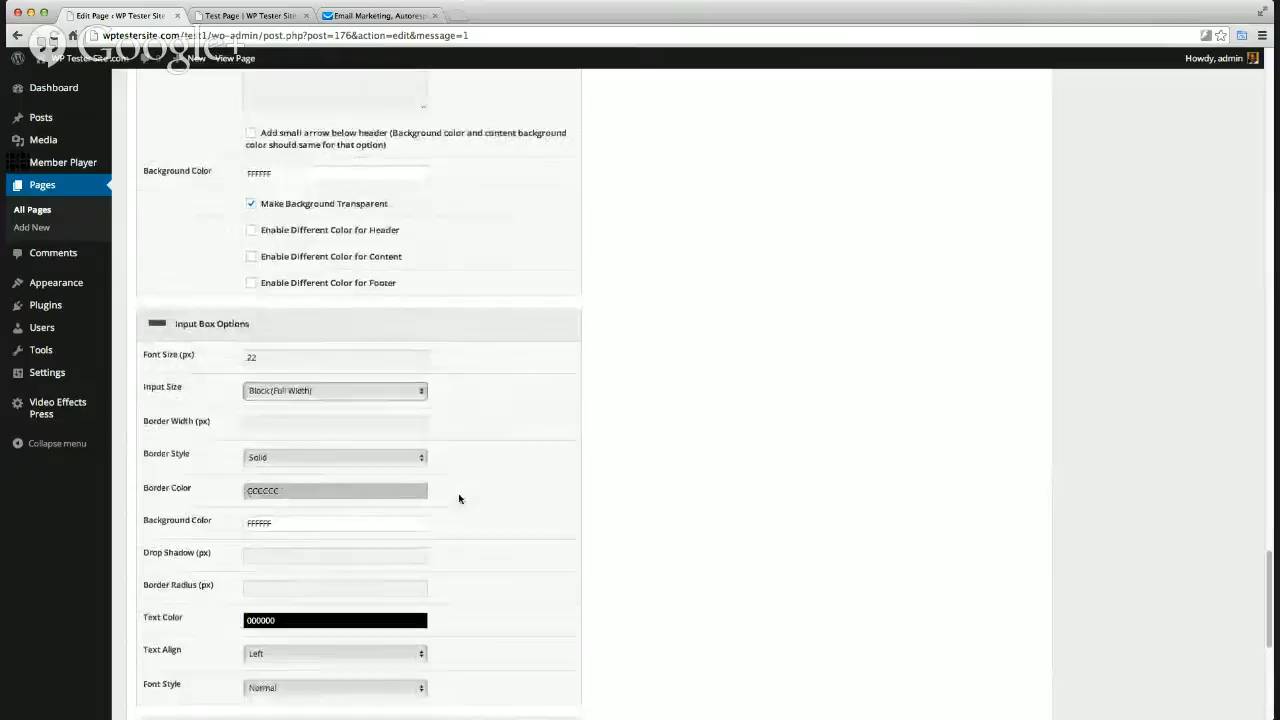 Edit Page ‹ WP Tester Site
Test Page | WP Tester Site
Email Marketing, Autoresp
wptestersite.com/test1/wp-admin/post.php?post=176&action=edit&message=1
Google+
WP Tester Site.com
New
View Page
Howdy, admin
Dashboard
Posts
Media
Member Player
Pages
All Pages
Add New
Comments
Appearance
Plugins
Users
Tools
Settings
Video Effects
Press
Collapse menu
Add small arrow below header (Background color and content background
color should same for that option)
Background Color
FFFFFF
Make Background Transparent
Enable Different Color for Header
Enable Different Color for Content
Enable Different Color for Footer
Input Box Options
Font Size (px)
22
Input Size
Block (Full Width)
Border Width (px)
Border Style
Solid
Border Color
CCCCCC
Background Color
FFFFFF
Drop Shadow (px)
Border Radius (px)
Text Color
000000
Text Align
Left
Font Style
Normal